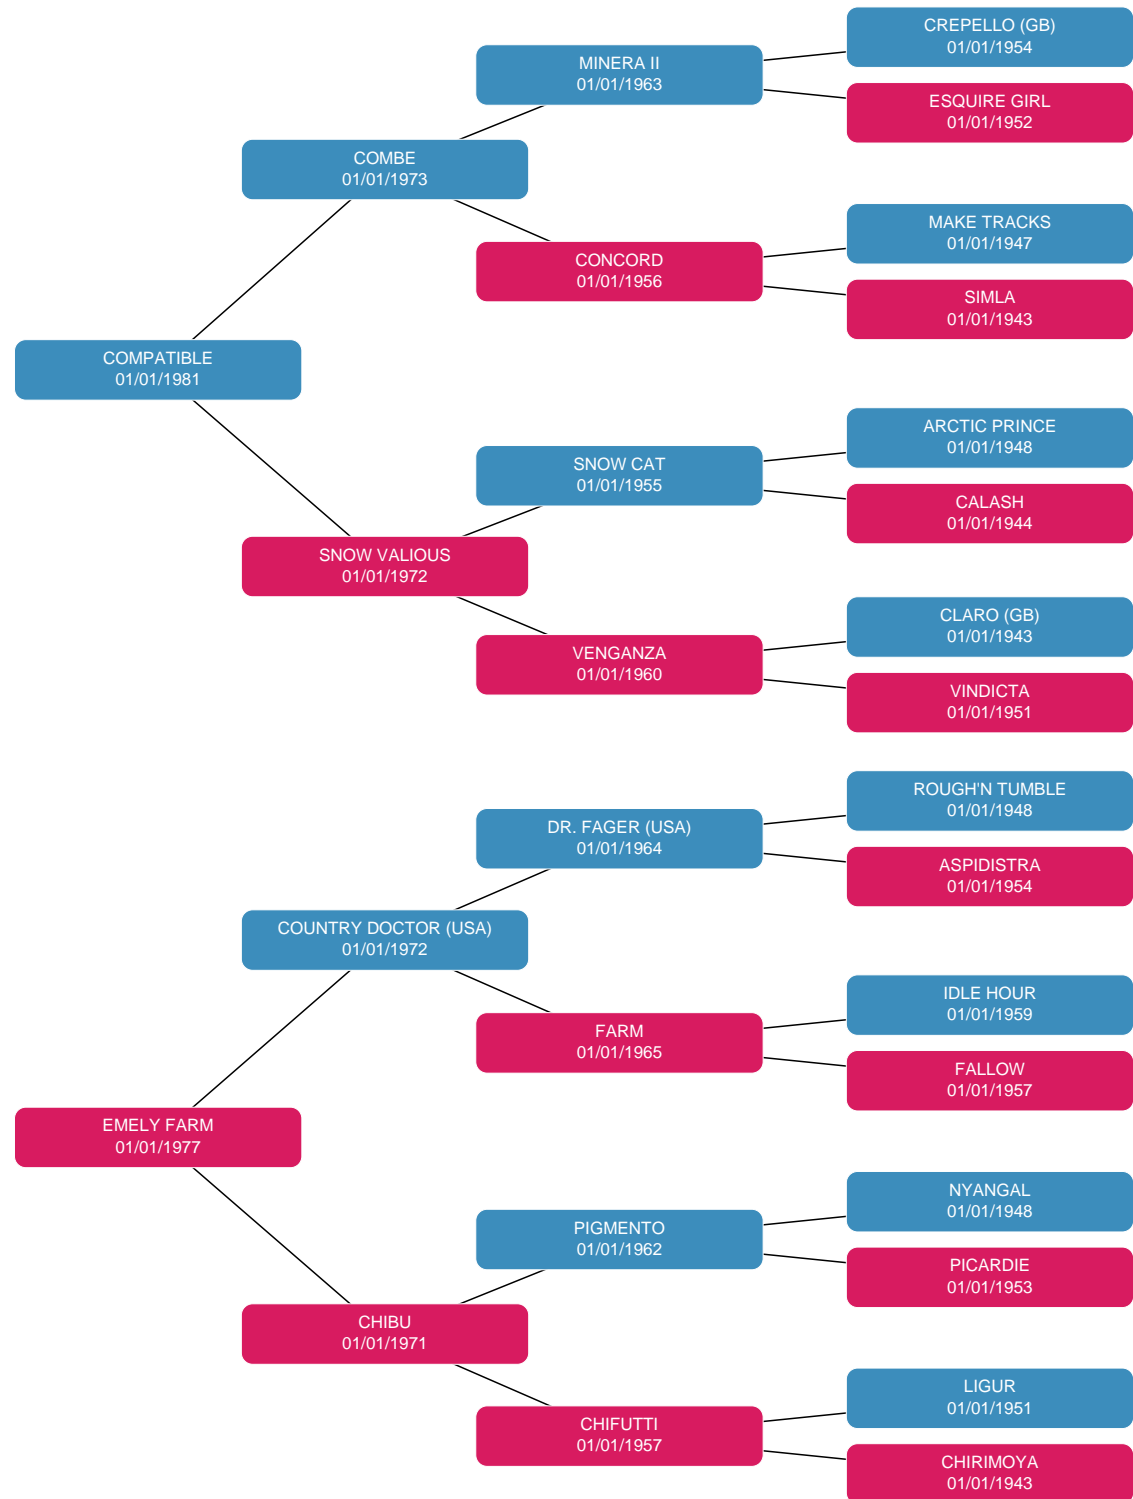 CREPELLO (GB)
01/01/1954
MINERA II
01/01/1963
ESQUIRE GIRL
01/01/1952
COMBE
01/01/1973
MAKE TRACKS
01/01/1947
CONCORD
01/01/1956
SIMLA
01/01/1943
COMPATIBLE
01/01/1981
ARCTIC PRINCE
01/01/1948
SNOW CAT
01/01/1955
CALASH
01/01/1944
SNOW VALIOUS
01/01/1972
CLARO (GB)
01/01/1943
VENGANZA
01/01/1960
VINDICTA
01/01/1951
ROUGH'N TUMBLE
01/01/1948
DR. FAGER (USA)
01/01/1964
ASPIDISTRA
01/01/1954
COUNTRY DOCTOR (USA)
01/01/1972
IDLE HOUR
01/01/1959
FARM
01/01/1965
FALLOW
01/01/1957
EMELY FARM
01/01/1977
NYANGAL
01/01/1948
PIGMENTO
01/01/1962
PICARDIE
01/01/1953
CHIBU
01/01/1971
LIGUR
01/01/1951
CHIFUTTI
01/01/1957
CHIRIMOYA
01/01/1943